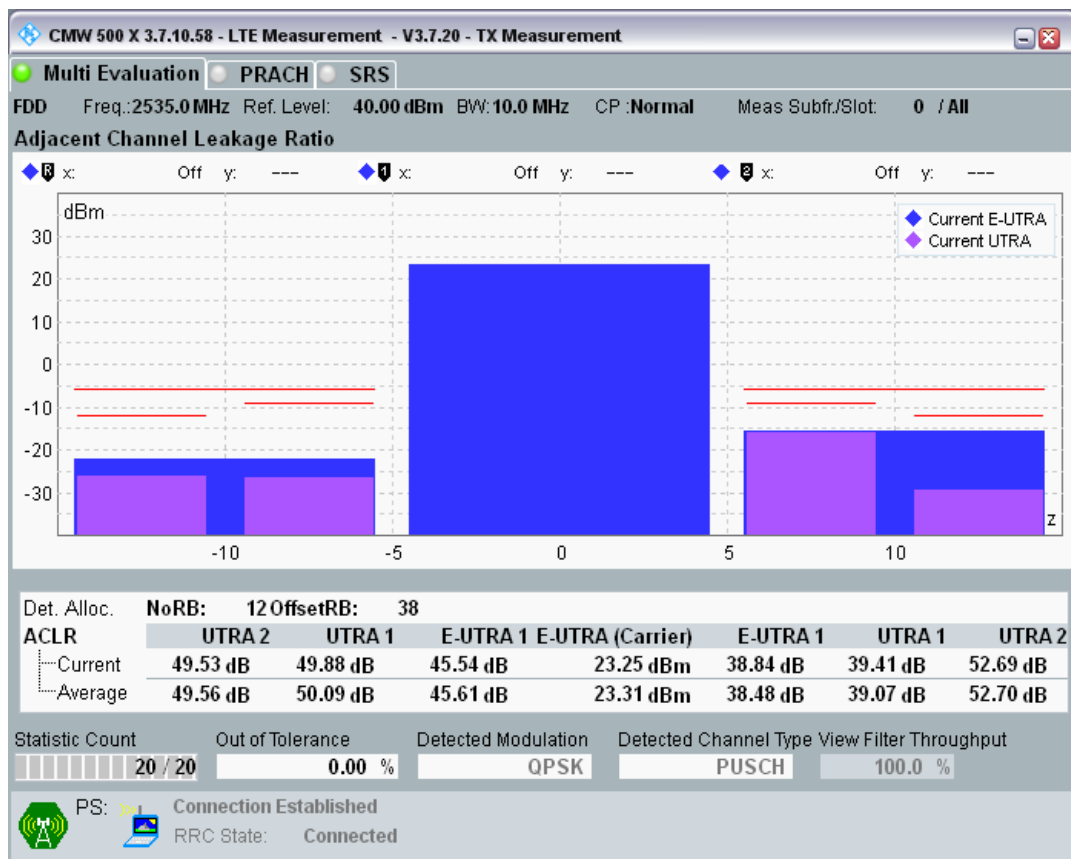 CMW 500 X 3.7.10.58 - LTE Measurement - V3.7.20 - TX Measurement
Multi Evaluation PRACH SRS
FDD Freq.:2535.0 MHz Ref. Level: 40.00 dBm BW:10.0 MHz CP :Normal Meas Subfr./Slot: 0 / All
Adjacent Channel Leakage Ratio
R x: Off y: --- 1 x: Off y: --- 2 x: Off y: ---
dBm
Current E-UTRA
Current UTRA
30
20
10
0
-10
-20
-30
z
-10 -5 0 5 10
Det. Alloc. NoRB: 12 OffsetRB: 38
ACLR UTRA 2 UTRA 1 E-UTRA 1 E-UTRA (Carrier) E-UTRA 1 UTRA 1 UTRA 2
Current 49.53 dB 49.88 dB 45.54 dB 23.25 dBm 38.84 dB 39.41 dB 52.69 dB
Average 49.56 dB 50.09 dB 45.61 dB 23.31 dBm 38.48 dB 39.07 dB 52.70 dB
Statistic Count Out of Tolerance Detected Modulation Detected Channel Type View Filter Throughput
20 / 20 0.00 % QPSK PUSCH 100.0 %
PS: Connection Established
RRC State: Connected